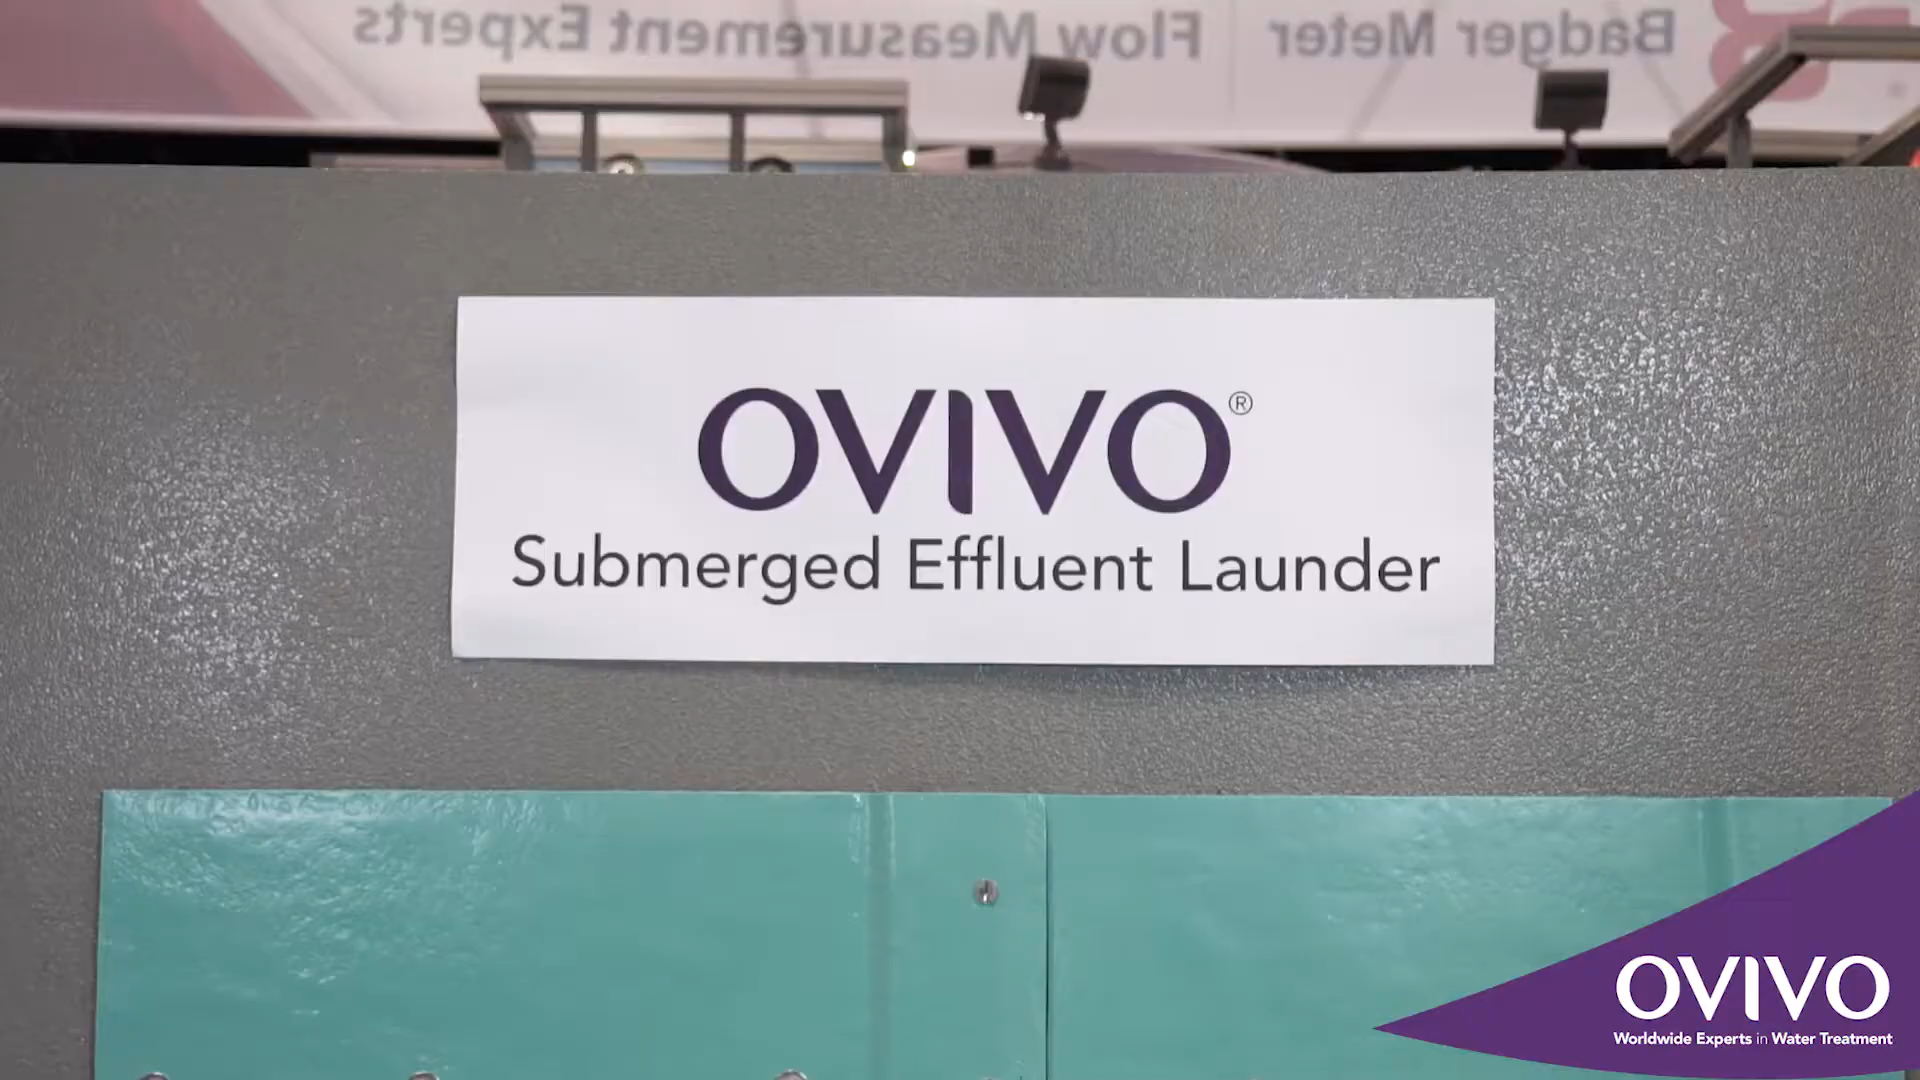 Flow Measurement Experts
Badger Meter
OVIVO®
Submerged Effluent Launder
OVIVO
Worldwide Experts in Water Treatment